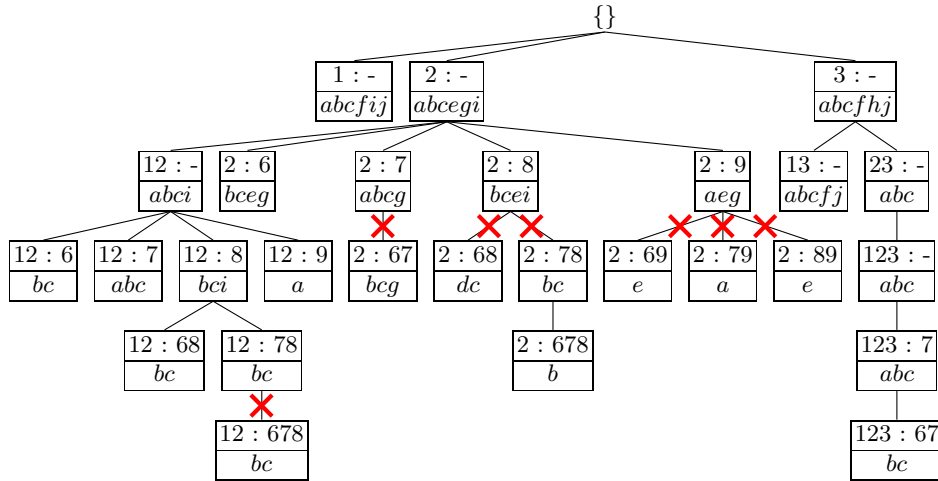 {}
1 : - 2 : - 3 : -
abcfij abcegi abcfhj
12 : - 2 : 6 2 : 7 2 : 8 2 : 9 13 : - 23 : -
abci bceg abcg bcei aeg abcfj abc
12 : 6 12 : 7 12 : 8 12 : 9 2 : 67 2 : 68 2 : 78 2 : 69 2 : 79 2 : 89 123 : -
bc abc bci a bcg dc bc e a e abc
12 : 68 12 : 78 2 : 678 123 : 7
bc bc b abc
12 : 678 123 : 67
bc bc